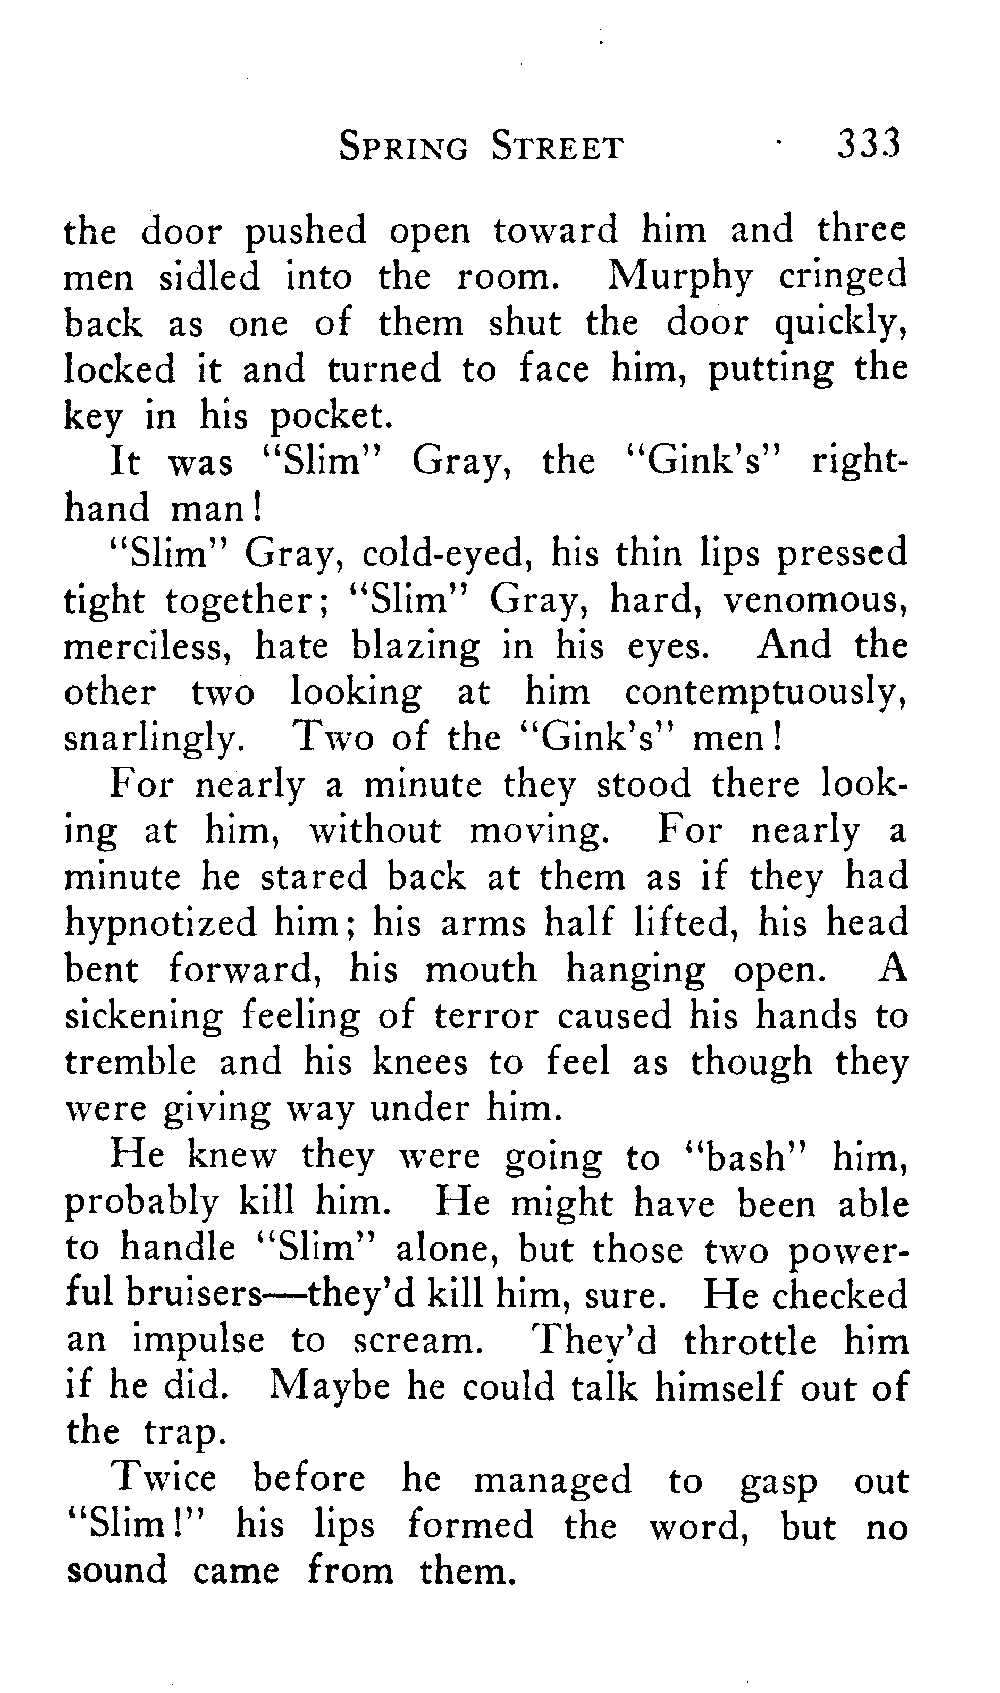 SPRING STREET 333
the door pushed open toward him and three
men sidled into the room. Murphy cringed
back as one of them shut the door quickly,
locked it and turned to face him, putting the
key in his pocket.
It was "Slim" Gray, the "Gink's" right-
hand man!
"Slim" Gray, cold-eyed, his thin lips pressed
tight together; "Slim" Gray, hard, venomous,
merciless, hate blazing in his eyes. And the
other two looking at him contemptuously,
snarlingly. Two of the "Gink's" men!
For nearly a minute they stood there look-
ing at him, without moving. For nearly a
minute he stared back at them as if they had
hypnotized him; his arms half lifted, his head
bent forward, his mouth hanging open. A
sickening feeling of terror caused his hands to
tremble and his knees to feel as though they
were giving way under him.
He knew they were going to "bash" him,
probably kill him. He might have been able
to handle "Slim" alone, but those two power-
ful bruisers—they'd kill him, sure. He checked
an impulse to scream. They'd throttle him
if he did. Maybe he could talk himself out of
the trap.
Twice before he managed to gasp out
"Slim!" his lips formed the word, but no
sound came from them.